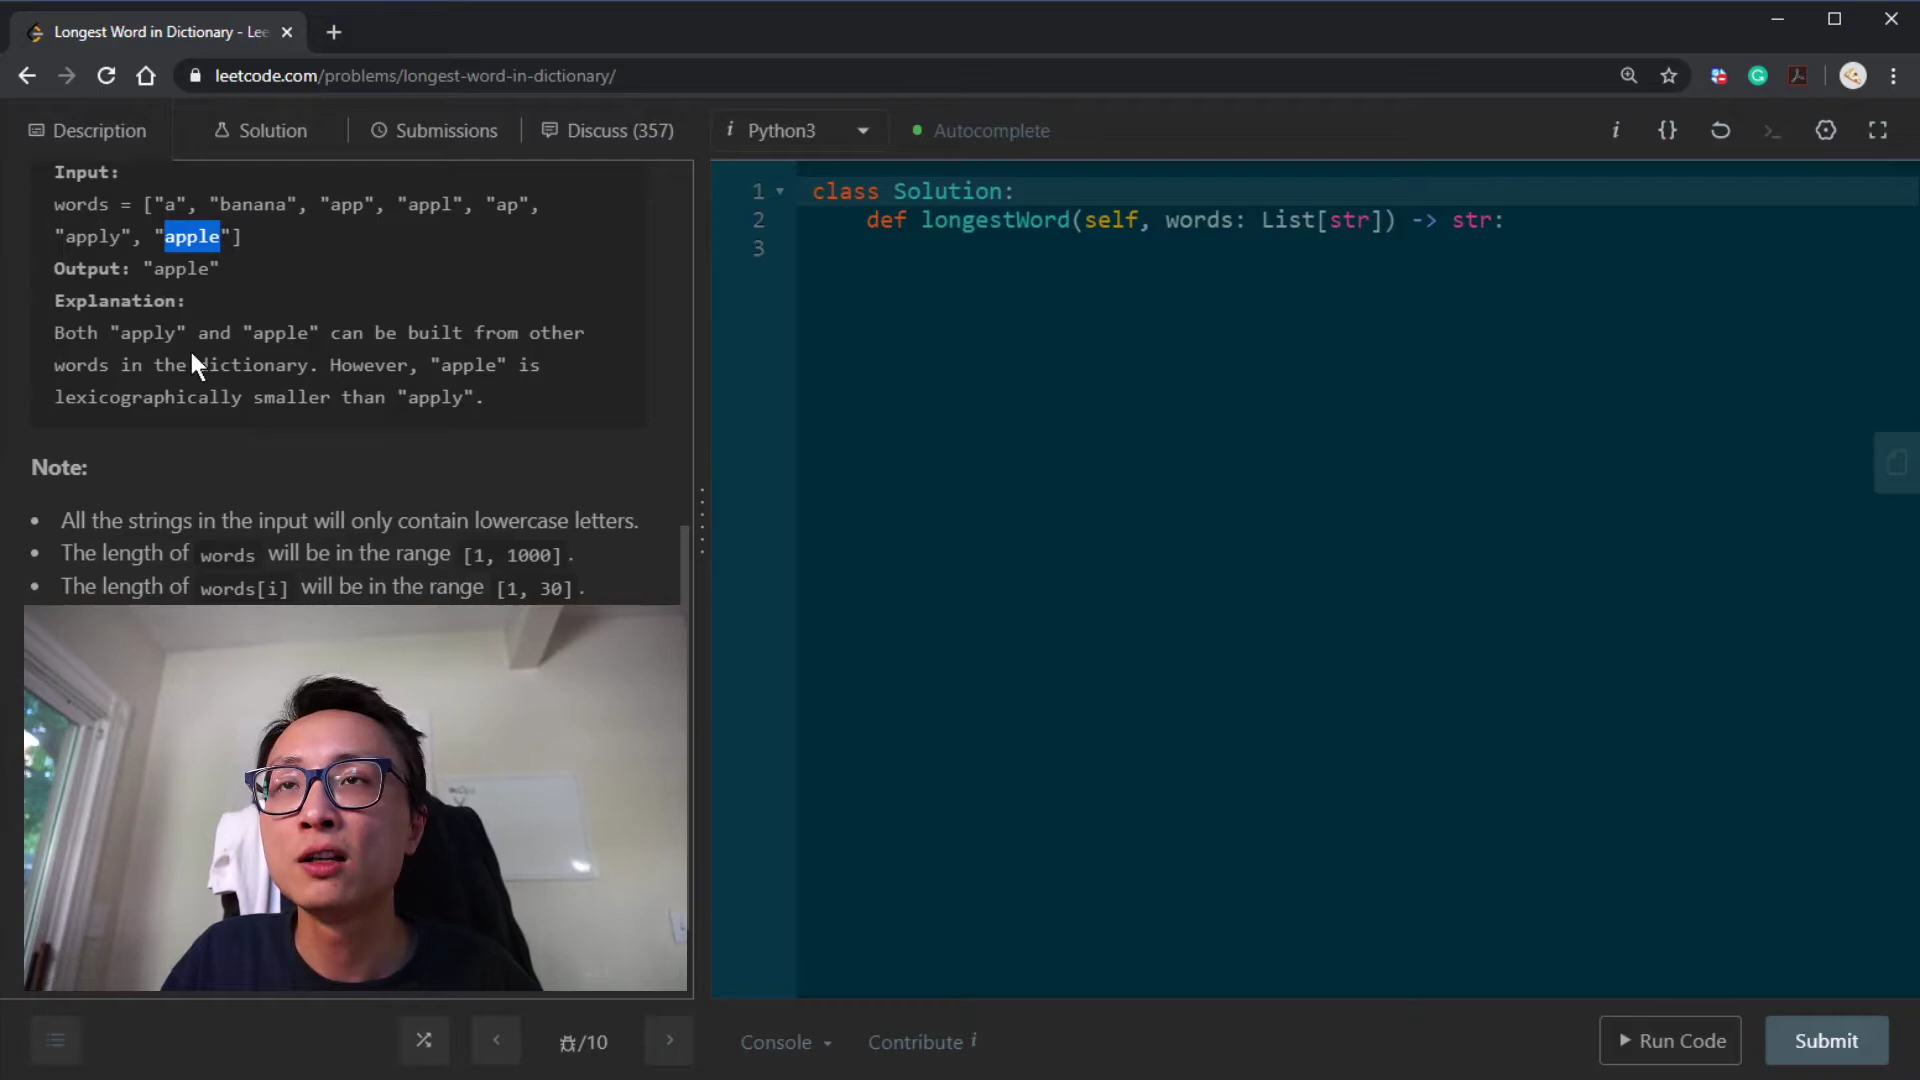 Longest Word in Dictionary - Lee
leetcode.com/problems/longest-word-in-dictionary/
Description
Solution
Submissions
Discuss (357)
i Python3
Autocomplete
i {} >_
Input:
words = ["a", "banana", "app", "appl", "ap",
"apply", "apple"]
Output: "apple"
Explanation:
Both "apply" and "apple" can be built from other
words in the dictionary. However, "apple" is
lexicographically smaller than "apply".
Note:
• All the strings in the input will only contain lowercase letters.
• The length of words will be in the range [1, 1000].
• The length of words[i] will be in the range [1, 30].
1 class Solution:
2 def longestWord(self, words: List[str]) -> str:
3
/10
Console
Contribute i
Run Code
Submit